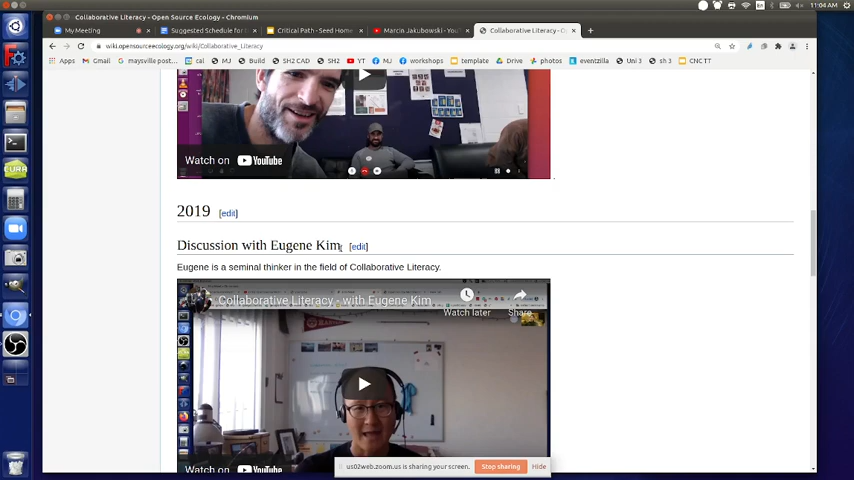 11:04 AM
Collaborative Literacy - Open Source Ecology - Chromium
My Meeting
Suggested Schedule for
Critical Path - Seed Home
Marcin Jakubowski - You
Collaborative Literacy - Op
wiki.opensourceecology.org/wiki/Collaborative_Literacy
Apps Gmail maysville post... cal MJ Build SH2 CAD SH2 YT MJ workshops template Drive photos eventzilla Uni 3 sh 3 CNC TT
Watch on YouTube
2019 [edit]
Discussion with Eugene Kim [edit]
Eugene is a seminal thinker in the field of Collaborative Literacy.
Collaborative Literacy - with Eugene Kim
Watch later Share
Watch on YouTube
us02web.zoom.us is sharing your screen. Stop sharing Hide